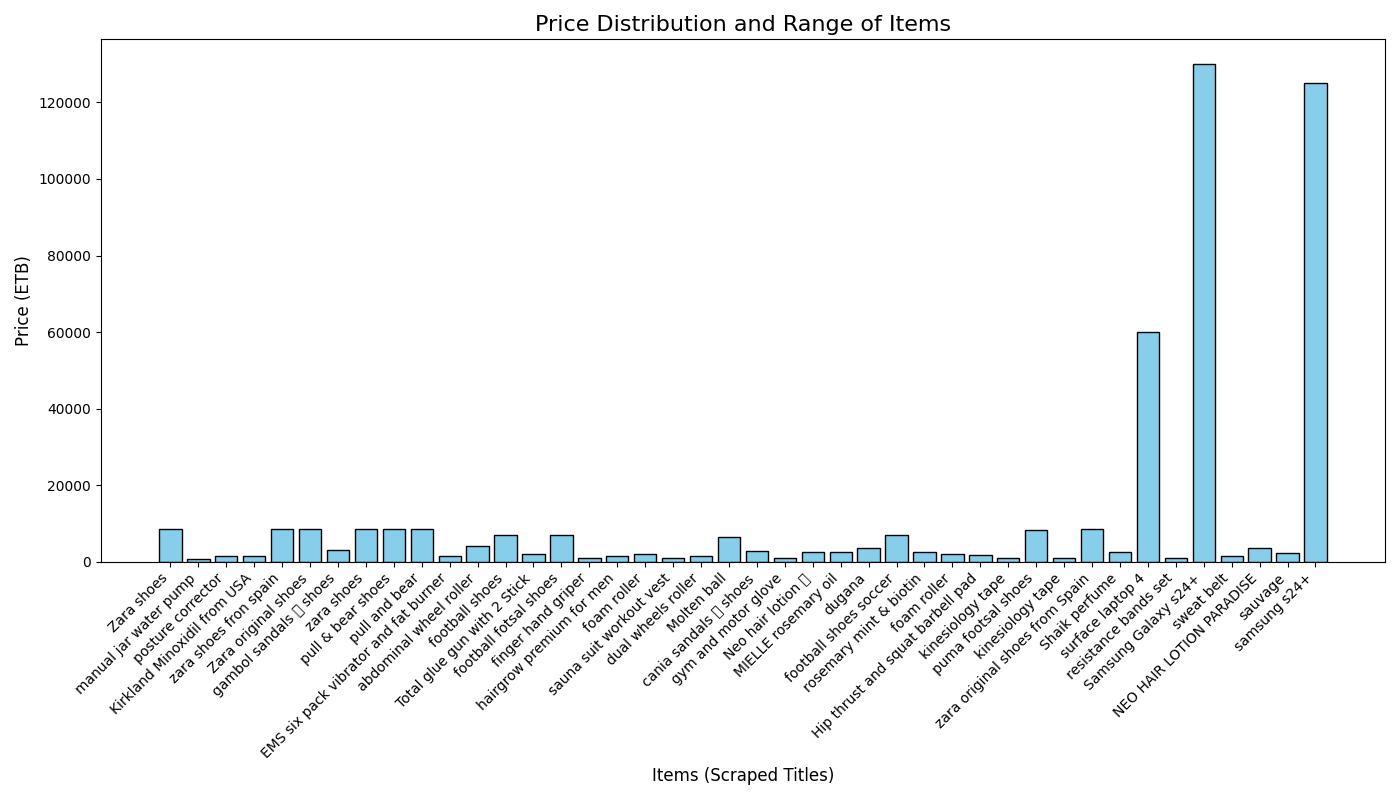 Price Distribution and Range of Items
Price (ETB)
120000
100000
80000
60000
40000
20000
0
Zara shoes
manual jar water pump
posture corrector
Kirkland Minoxidil from USA
zara shoes fron spain
Zara original shoes
gambol sandals ▯ shoes
zara shoes
pull & bear shoes
pull and bear
EMS six pack vibrator and fat burner
abdominal wheel roller
football shoes
Total glue gun with 2 Stick
football fotsal shoes
finger hand griper
hairgrow premium for men
foam roller
sauna suit workout vest
dual wheels roller
Molten ball
cania sandals ▯ shoes
gym and motor glove
Neo hair lotion ▯
MIELLE rosemary oil
dugana
football shoes soccer
rosemary mint & biotin
foam roller
Hip thrust and squat barbell pad
kinesiology tape
puma footsal shoes
kinesiology tape
zara original shoes from Spain
Shaik perfume
surface laptop 4
resistance bands set
Samsung Galaxy s24+
sweat belt
NEO HAIR LOTION PARADISE
sauvage
samsung s24+
Items (Scraped Titles)